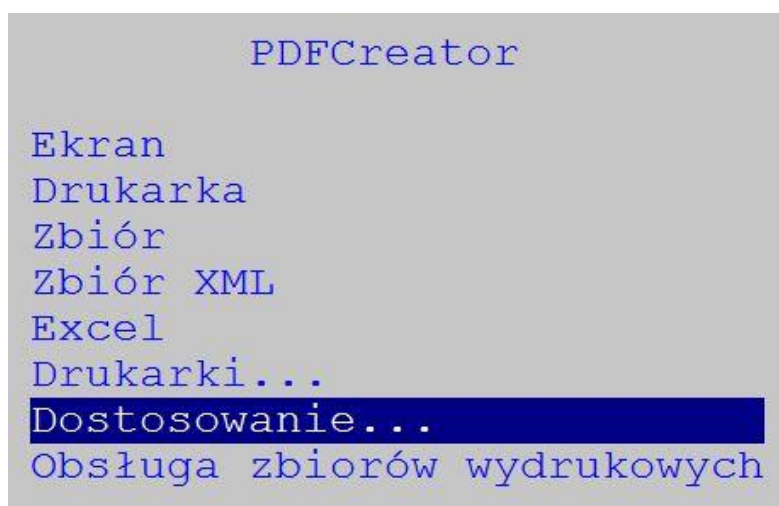 PDFCreator
Ekran
Drukarka
Zbiór
Zbiór XML
Excel
Drukarki...
Dostosowanie...
Obsługa zbiorów wydrukowych